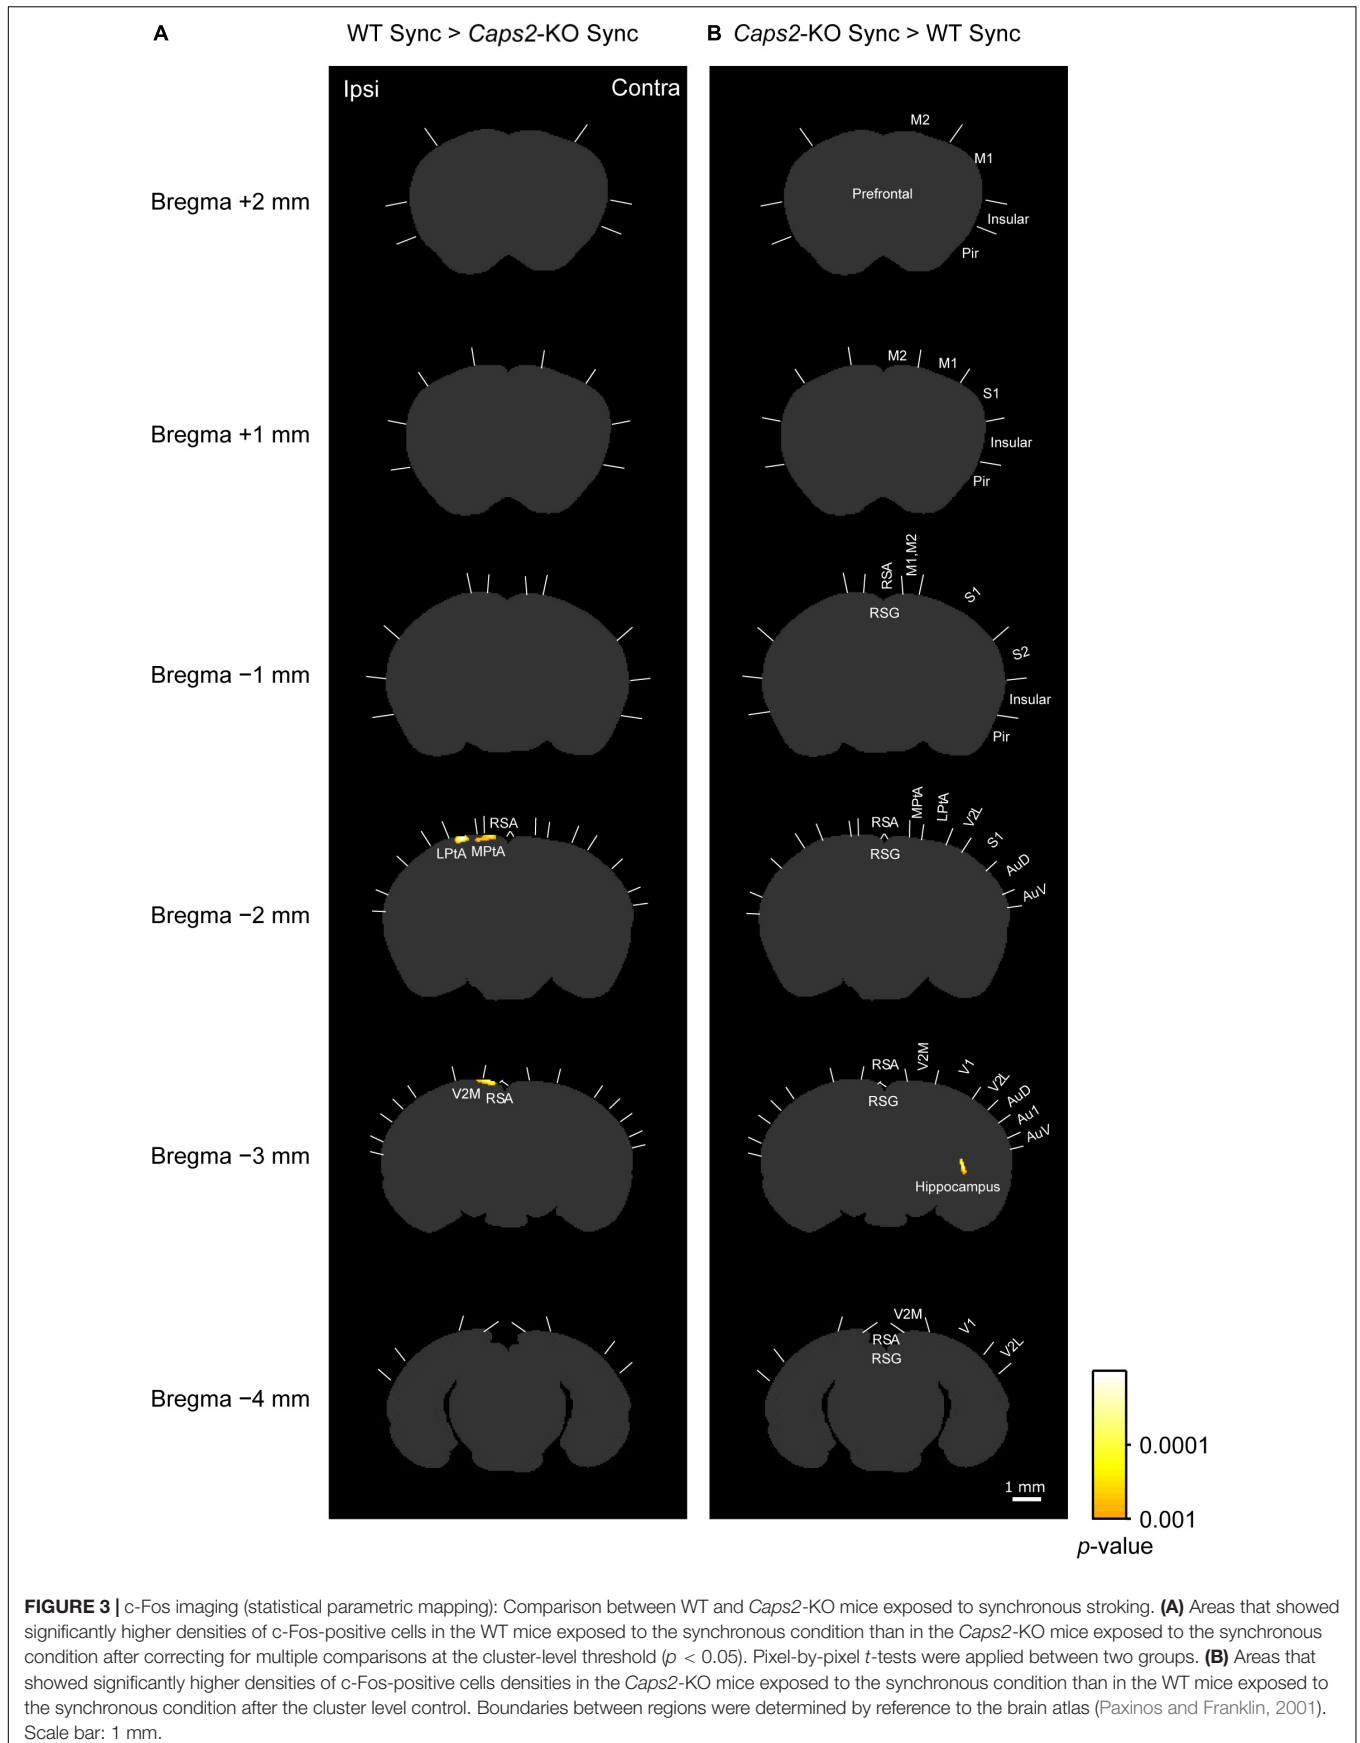 A
WT Sync > Caps2-KO Sync
B Caps2-KO Sync > WT Sync
Ipsi
Contra
Bregma +2 mm
M2
M1
Prefrontal
Insular
Pir
Bregma +1 mm
M2
M1
S1
Insular
Pir
Bregma −1 mm
RSA
M1,M2
RSG
S1
S2
Insular
Pir
Bregma −2 mm
RSA
LPtA
MPtA
RSA
MPtA
LPtA
V2L
S1
AuD
AuV
RSG
Bregma −3 mm
V2M
RSA
RSA
V2M
V1
V2L
AuD
Au1
AuV
RSG
Hippocampus
Bregma −4 mm
V2M
V1
V2L
RSA
RSG
1 mm
0.0001
0.001
p-value
FIGURE 3 | c-Fos imaging (statistical parametric mapping): Comparison between WT and Caps2-KO mice exposed to synchronous stroking. (A) Areas that showed
significantly higher densities of c-Fos-positive cells in the WT mice exposed to the synchronous condition than in the Caps2-KO mice exposed to the synchronous
condition after correcting for multiple comparisons at the cluster-level threshold (p < 0.05). Pixel-by-pixel t-tests were applied between two groups. (B) Areas that
showed significantly higher densities of c-Fos-positive cells densities in the Caps2-KO mice exposed to the synchronous condition than in the WT mice exposed to
the synchronous condition after the cluster level control. Boundaries between regions were determined by reference to the brain atlas (Paxinos and Franklin, 2001).
Scale bar: 1 mm.